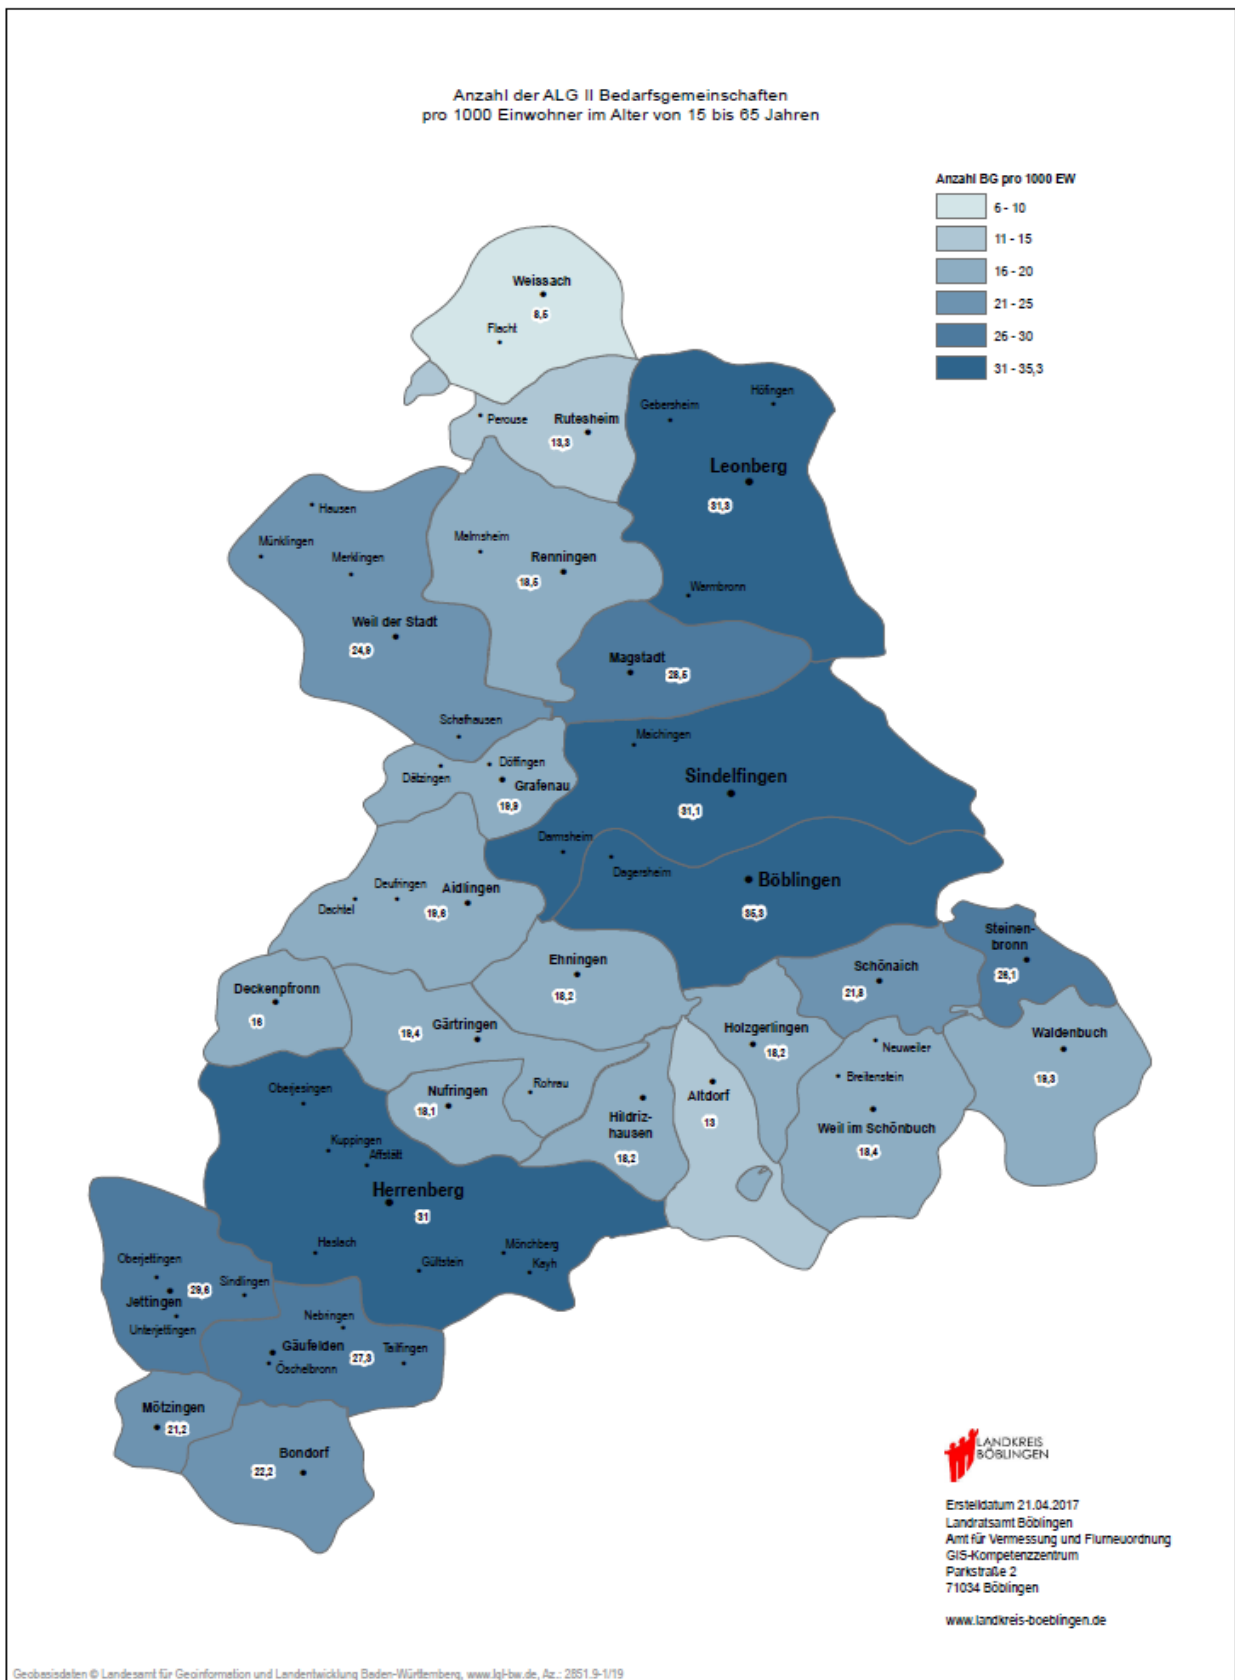 Anzahl der ALG II Bedarfsgemeinschaften
pro 1000 Einwohner im Alter von 15 bis 65 Jahren
Anzahl BG pro 1000 EW
6 - 10
11 - 15
16 - 20
21 - 25
26 - 30
31 - 35,3
Weissach
8,5
Flacht
Perouse
Rutesheim
13,3
Gebersheim
Höfingen
Leonberg
31,3
Warmbronn
Hausen
Münklingen
Merklingen
Malmsheim
Renningen
18,5
Weil der Stadt
24,9
Magstadt
28,5
Schafhausen
Maichingen
Dätzingen
Döffingen
Grafenau
19,9
Sindelfingen
31,1
Darmsheim
Dagersheim
Böblingen
35,3
Deufringen
Aidlingen
Dachtel
19,6
Steinen-
bronn
26,1
Ehningen
18,2
Schönaich
21,8
Deckenpfronn
16
Gärtringen
19,4
Holzgerlingen
18,2
Neuweiler
Waldenbuch
19,3
Breitenstein
Rohrau
Nufringen
18,1
Altdorf
13
Hildriz-
hausen
18,2
Weil im Schönbuch
18,4
Oberjesingen
Kuppingen
Affstätt
Herrenberg
31
Haslach
Gültstein
Mönchberg
Kayh
Oberjettingen
Jettingen
29,6
Sindlingen
Unterjettingen
Nebringen
Gäufelden
27,3
Tailfingen
Öschelbronn
Mötzingen
21,2
Bondorf
22,2
LANDKREIS
BÖBLINGEN
Erstelldatum 21.04.2017
Landratsamt Böblingen
Amt für Vermessung und Flurneuordnung
GIS-Kompetenzzentrum
Parkstraße 2
71034 Böblingen
www.landkreis-boeblingen.de
Geobasisdaten © Landesamt für Geoinformation und Landentwicklung Baden-Württemberg, www.lgl-bw.de, Az.: 2851.9-1/19